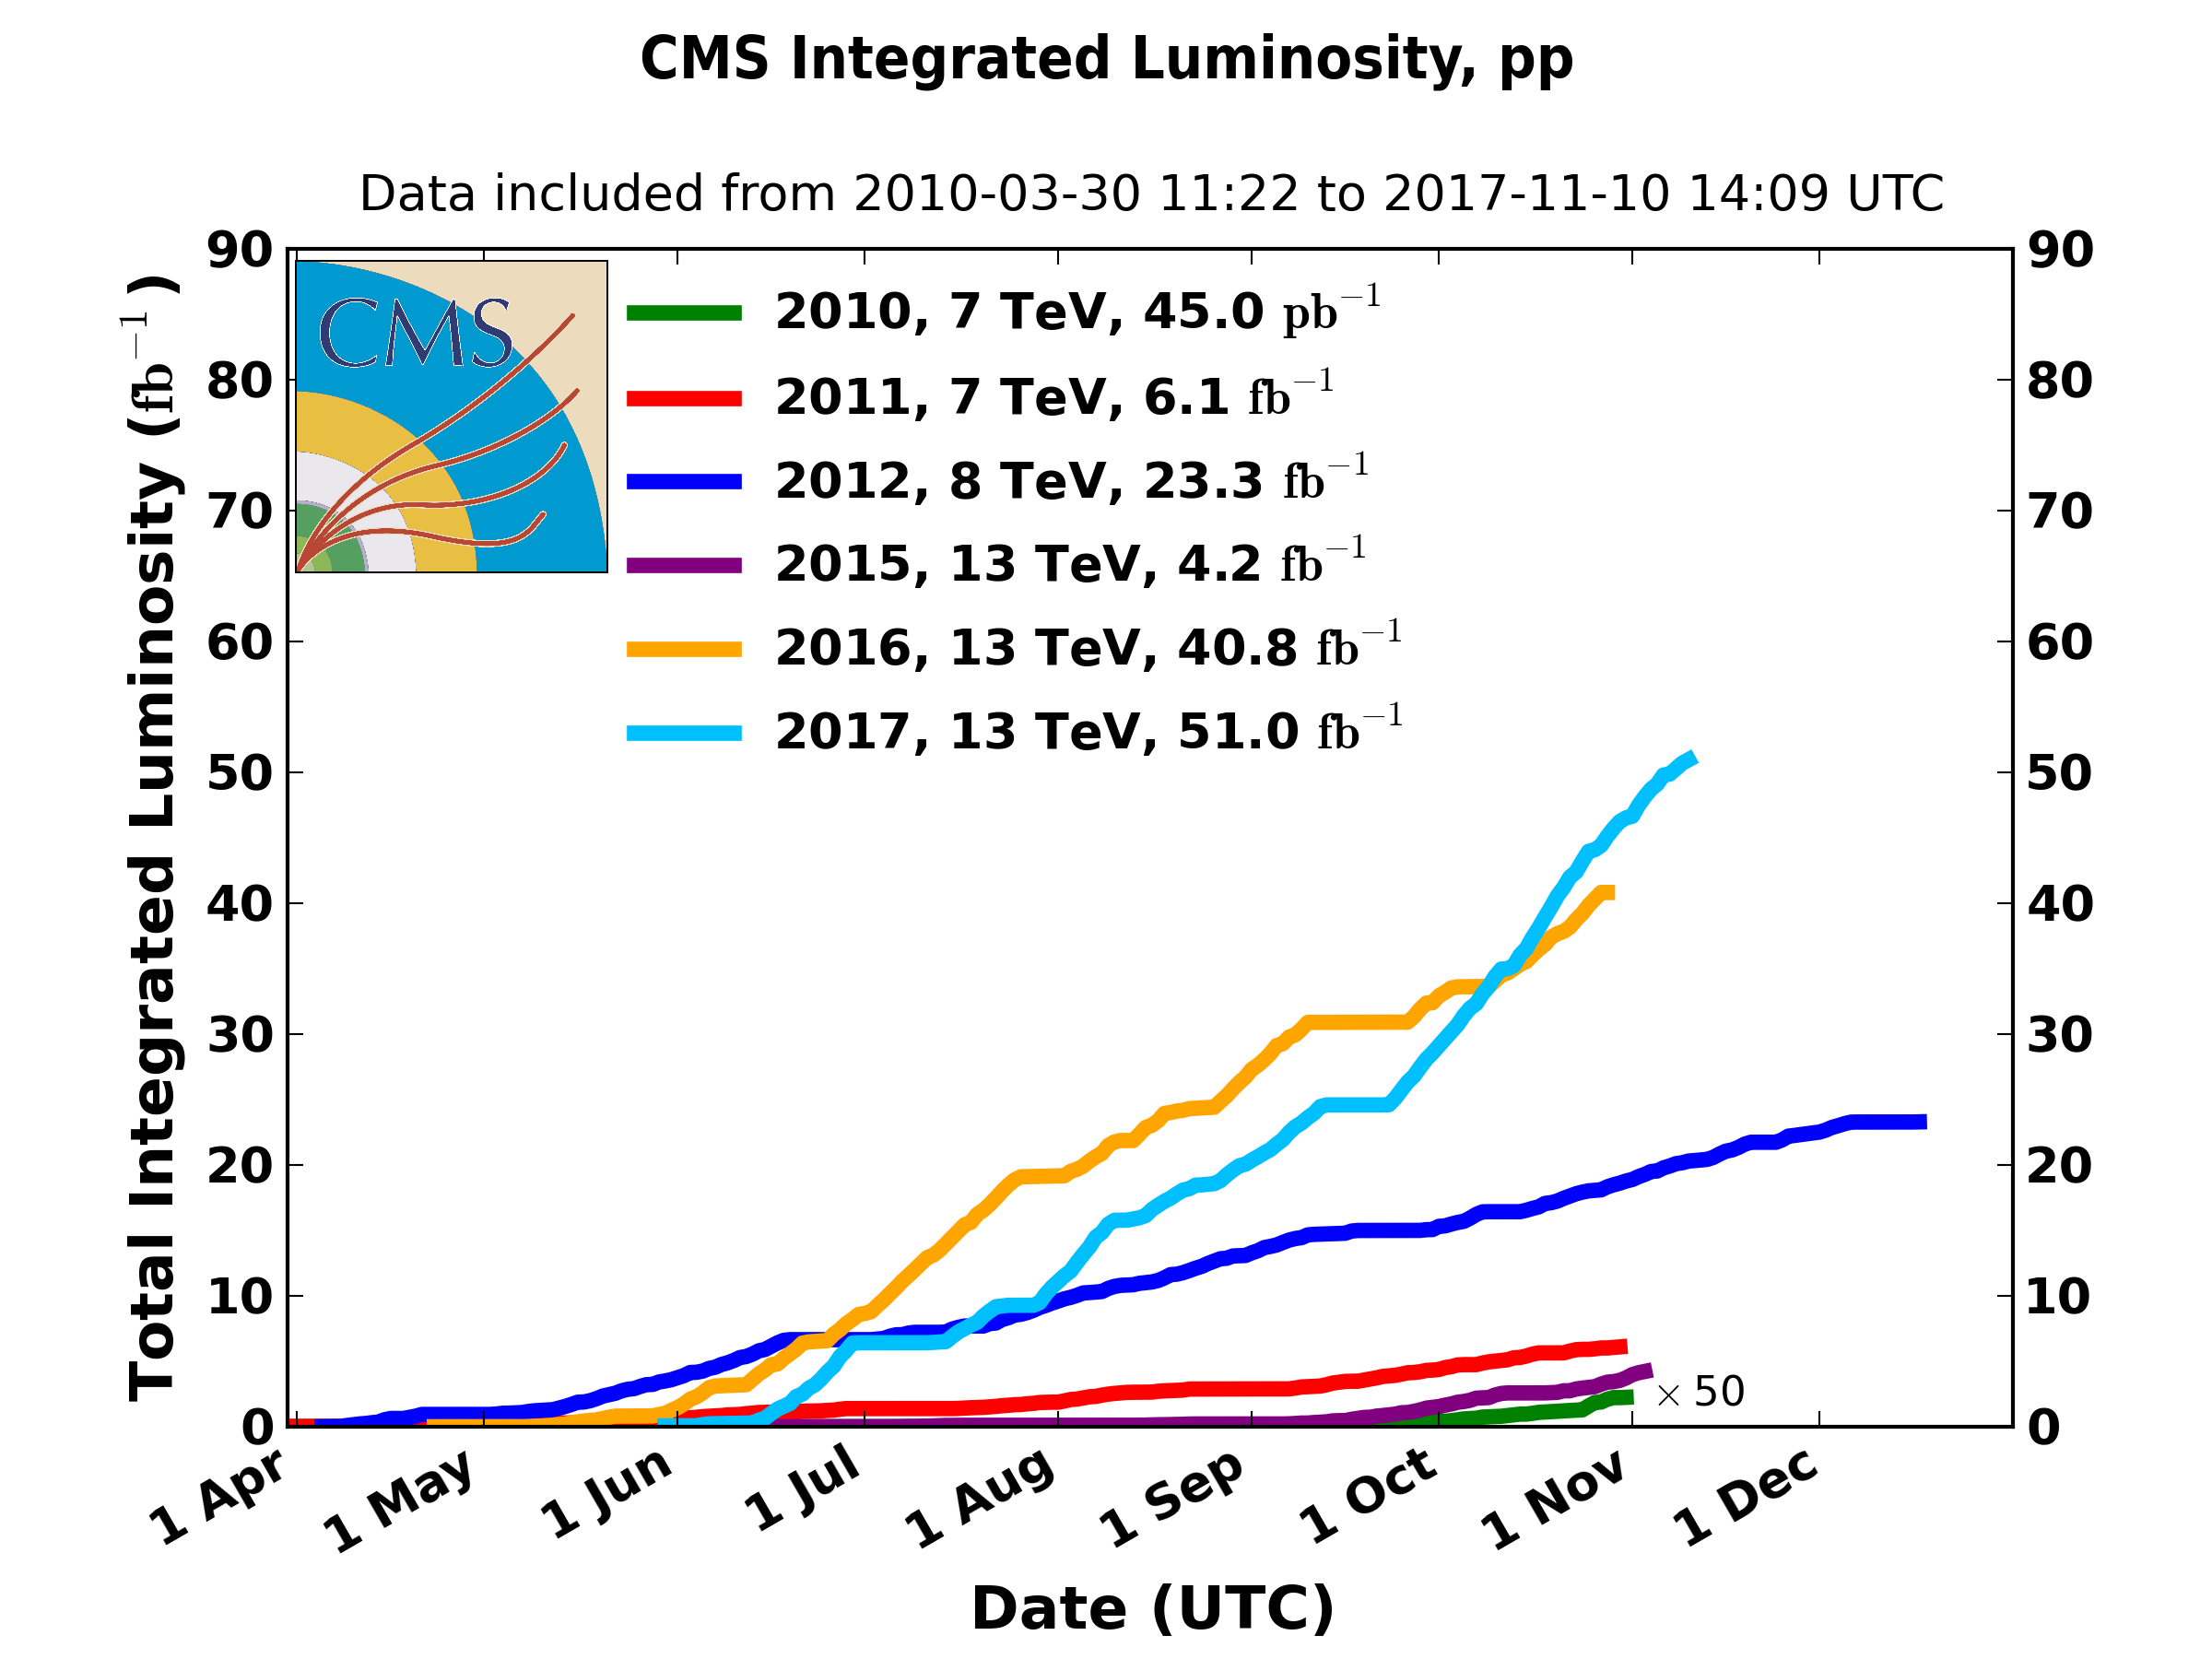 CMS Integrated Luminosity, pp
Data included from 2010-03-30 11:22 to 2017-11-10 14:09 UTC
CMS
2010, 7 TeV, 45.0 pb⁻¹
2011, 7 TeV, 6.1 fb⁻¹
2012, 8 TeV, 23.3 fb⁻¹
2015, 13 TeV, 4.2 fb⁻¹
2016, 13 TeV, 40.8 fb⁻¹
2017, 13 TeV, 51.0 fb⁻¹
Total Integrated Luminosity (fb⁻¹)
90 90
80 80
70 70
60 60
50 50
40 40
30 30
20 20
10 10
× 50
0 0
1 Apr 1 May 1 Jun 1 Jul 1 Aug 1 Sep 1 Oct 1 Nov 1 Dec
Date (UTC)